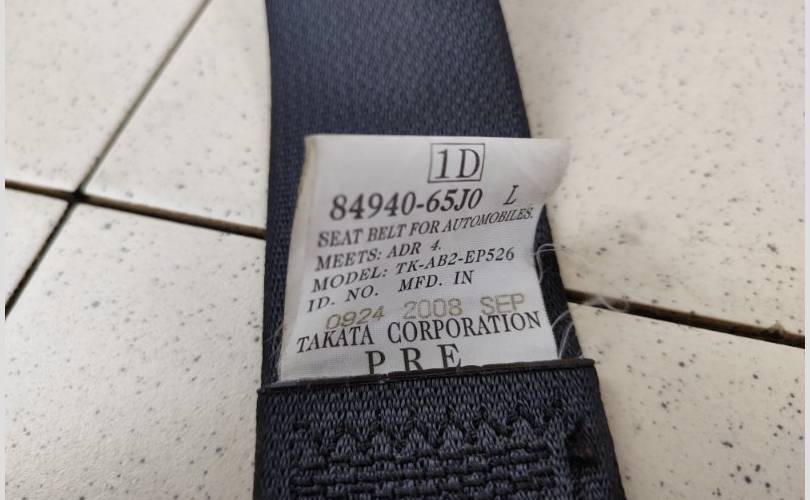 1D
84940-65J0 L
SEAT BELT FOR AUTOMOBILES.
MEETS: ADR 4.
MODEL: TK-AB2-EP526
ID. NO. MFD. IN
0924 2008 SEP
TAKATA CORPORATION
PRE